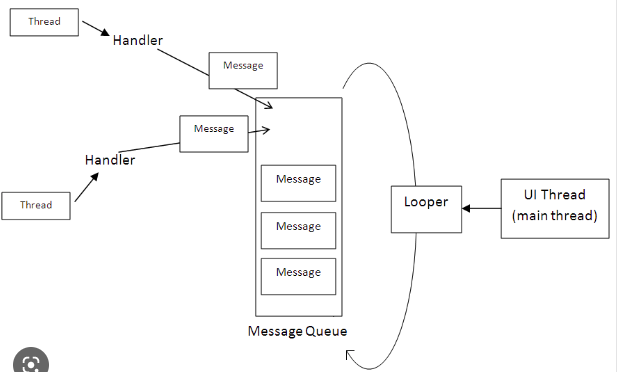 Thread
Handler
Message
Message
Handler
Thread
Message
Message
Message
Message Queue
Looper
UI Thread
(main thread)